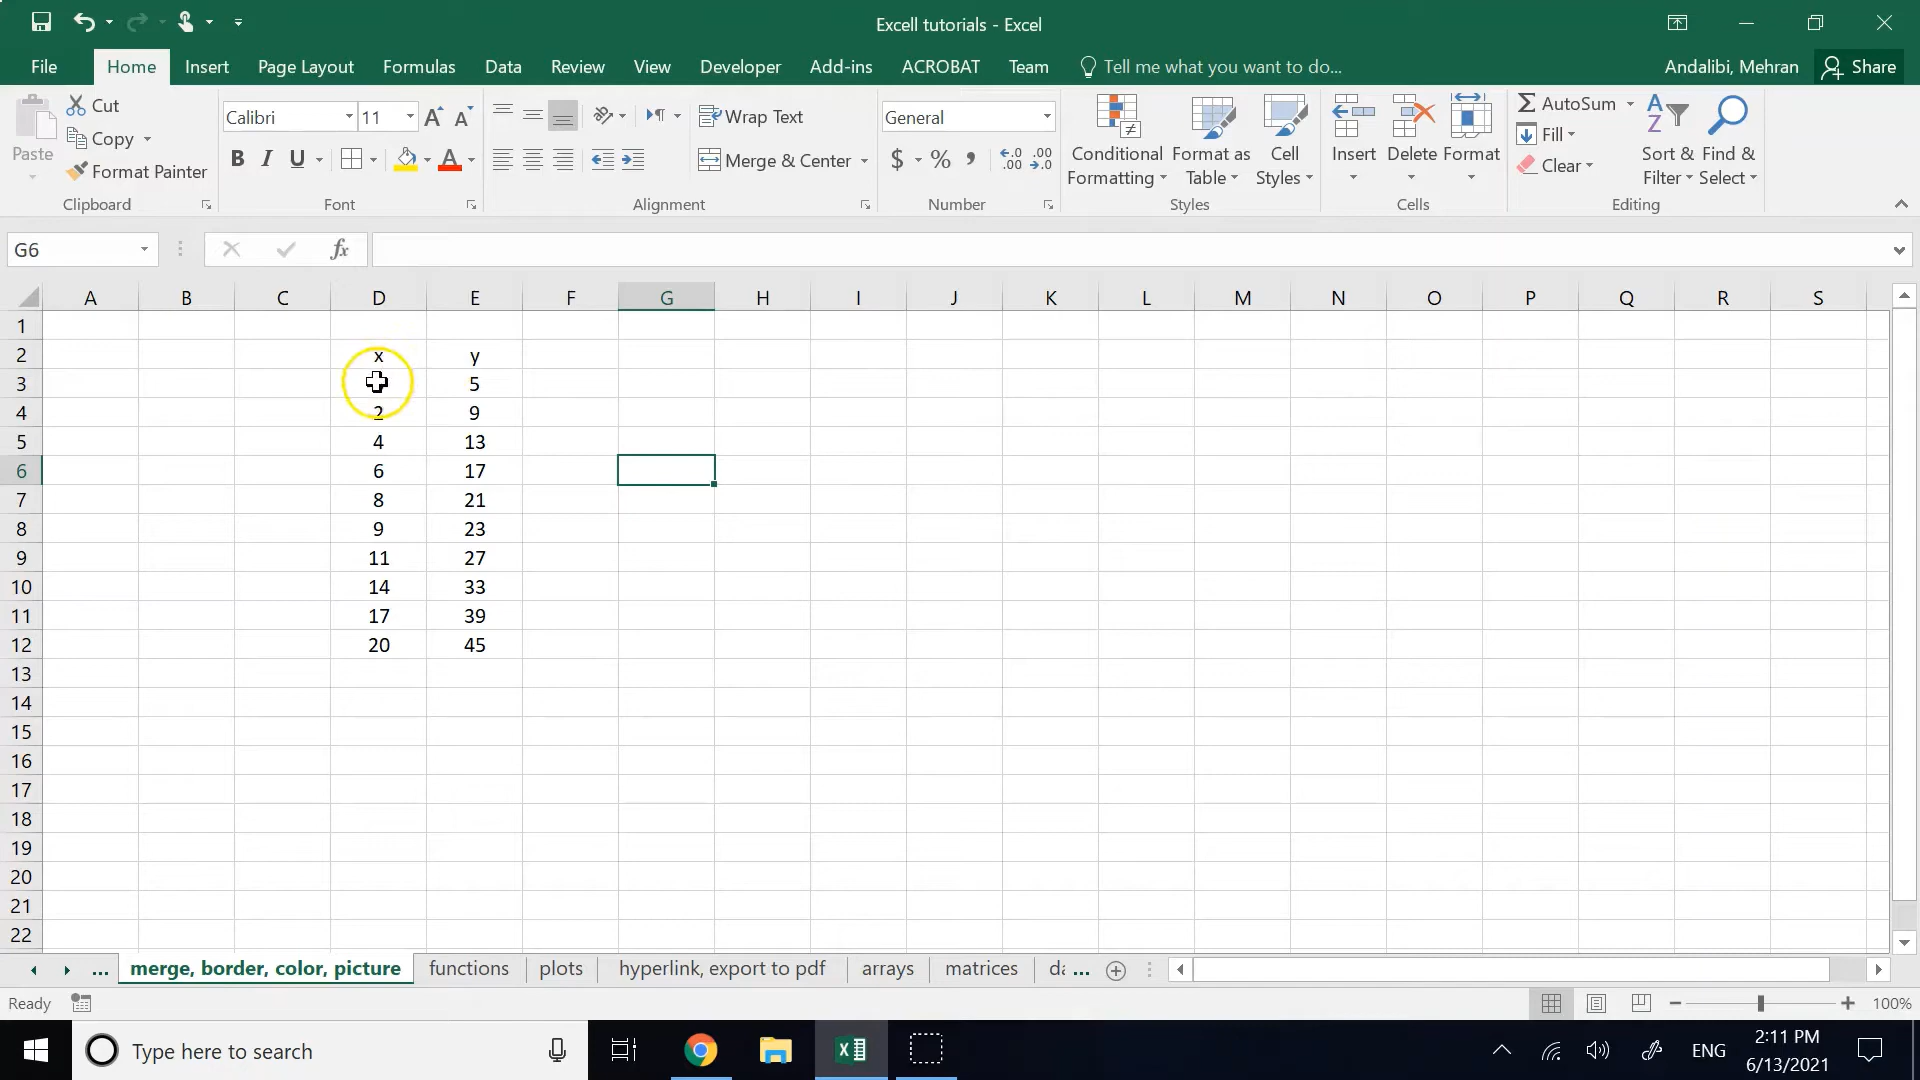 Excell tutorials - Excel
File Home Insert Page Layout Formulas Data Review View Developer Add-ins ACROBAT Team Tell me what you want to do... Andalibi, Mehran Share
Paste
Cut
Copy
Format Painter
Clipboard
Calibri 11
B I U A
Font
Wrap Text
Merge & Center
Alignment
General
$ % , .0 .00 .00 .0
Number
Conditional Formatting
Format as Table
Cell Styles
Styles
Insert Delete Format
Cells
AutoSum
Fill
Clear
Sort & Filter
Find & Select
Editing
G6 fx
A B C D E F G H I J K L M N O P Q R S
1
2 x y
3 5
4 2 9
5 4 13
6 6 17
7 8 21
8 9 23
9 11 27
10 14 33
11 17 39
12 20 45
13
14
15
16
17
18
19
20
21
22
... merge, border, color, picture functions plots hyperlink, export to pdf arrays matrices ...
Ready 100%
Type here to search ENG 2:11 PM
6/13/2021